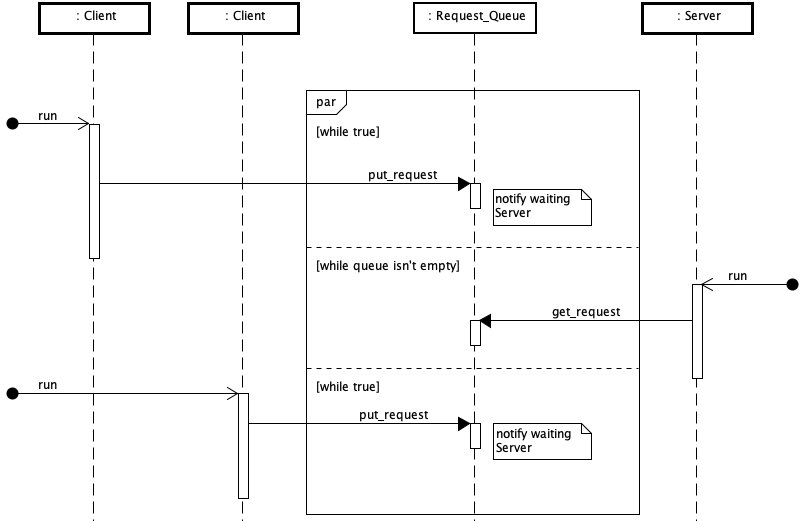 : Client
: Client
: Request_Queue
: Server
par
run
[while true]
put_request
notify waiting
Server
[while queue isn't empty]
run
get_request
run
[while true]
put_request
notify waiting
Server